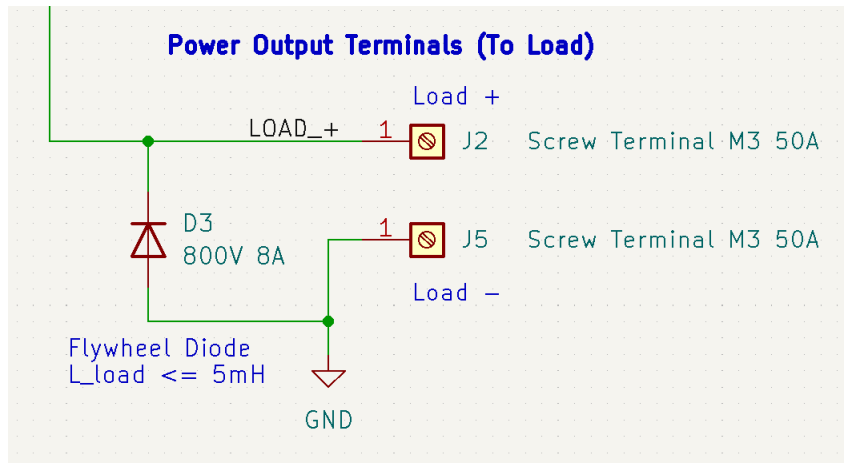 Power Output Terminals (To Load)
Load +
LOAD_+ 1 J2 Screw Terminal M3 50A
D3
800V 8A
1 J5 Screw Terminal M3 50A
Load -
Flywheel Diode
L_load <= 5mH
GND